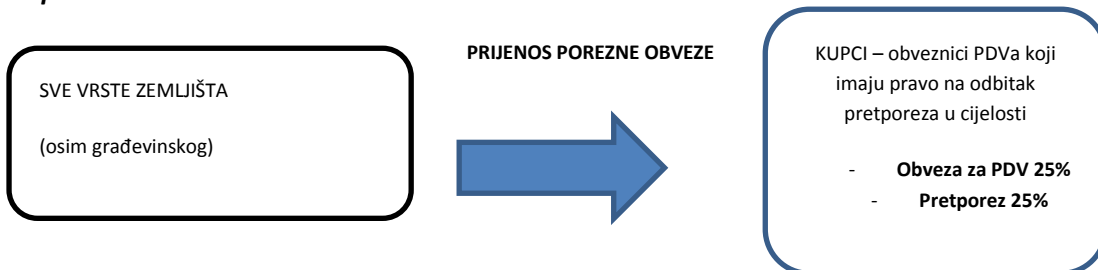 SVE VRSTE ZEMLJIŠTA
(osim građevinskog)
PRIJENOS POREZNE OBVEZE
KUPCI – obveznici PDVa koji
imaju pravo na odbitak
pretporeza u cijelosti
- Obveza za PDV 25%
- Pretporez 25%